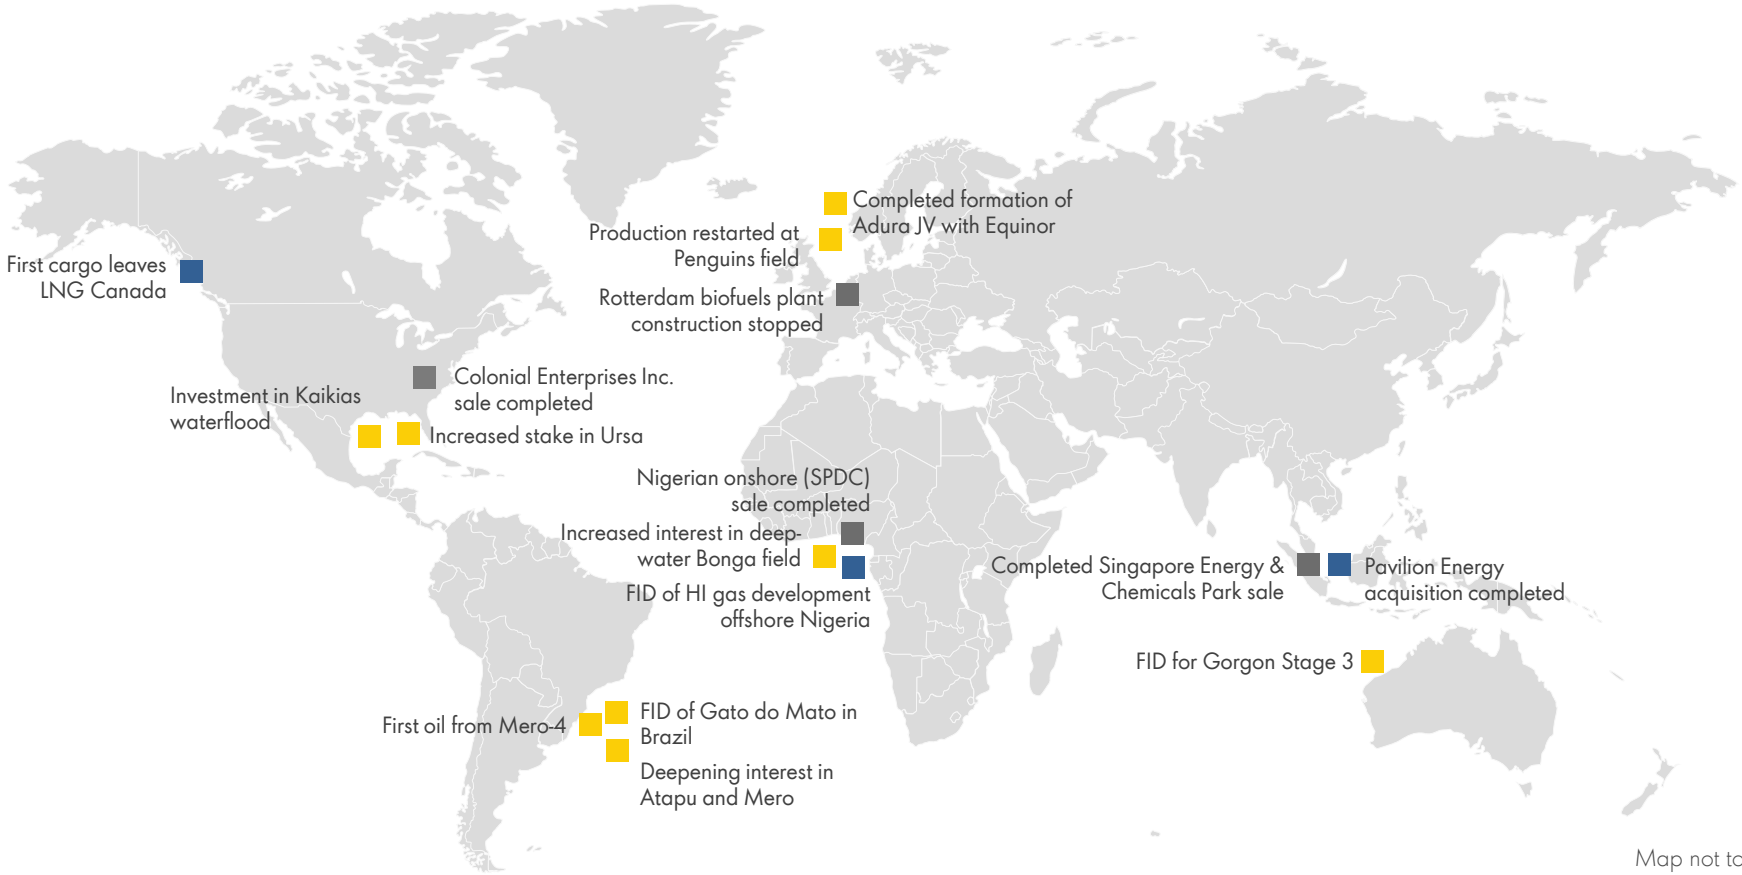 Completed formation of
Adura JV with Equinor
Production restarted at
Penguins field
First cargo leaves
LNG Canada
Rotterdam biofuels plant
construction stopped
Colonial Enterprises Inc.
sale completed
Investment in Kaikias
waterflood
Increased stake in Ursa
Nigerian onshore (SPDC)
sale completed
Increased interest in deep-
water Bonga field
FID of HI gas development
offshore Nigeria
Completed Singapore Energy &
Chemicals Park sale
Pavilion Energy
acquisition completed
FID for Gorgon Stage 3
First oil from Mero-4
FID of Gato do Mato in
Brazil
Deepening interest in
Atapu and Mero
Map not to